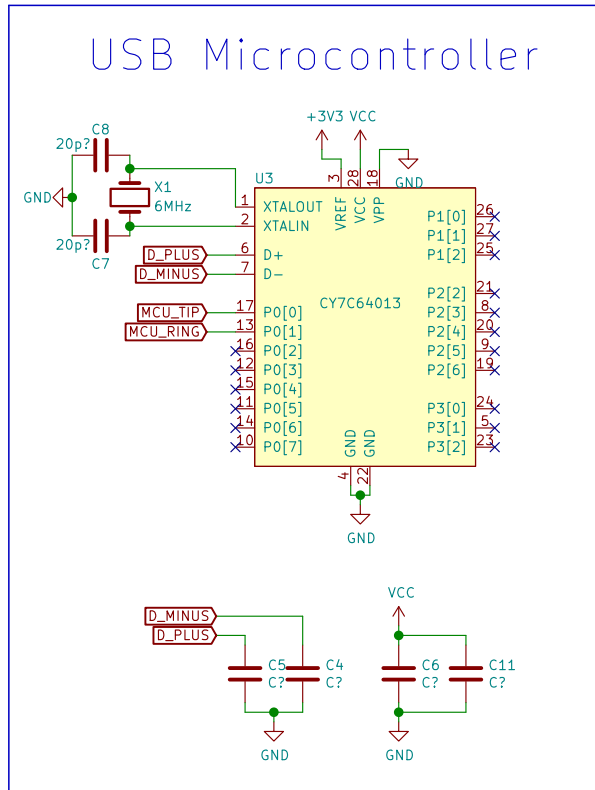 USB Microcontroller
+3V3 VCC
C8
20p?
GND
X1
6MHz
20p?
C7
U3
GND
3
28
18
VREF
VCC
VPP
1 XTALOUT
2 XTALIN
D_PLUS 6 D+
D_MINUS 7 D-
MCU_TIP 17 P0[0]
MCU_RING 13 P0[1]
16 P0[2]
12 P0[3]
15 P0[4]
11 P0[5]
14 P0[6]
10 P0[7]
CY7C64013
P1[0] 26
P1[1] 27
P1[2] 25
P2[2] 21
P2[3] 8
P2[4] 20
P2[5] 9
P2[6] 19
P3[0] 24
P3[1] 5
P3[2] 23
GND
GND
4
22
GND
D_MINUS
D_PLUS
C5
C?
C4
C?
GND
VCC
C6
C?
C11
C?
GND